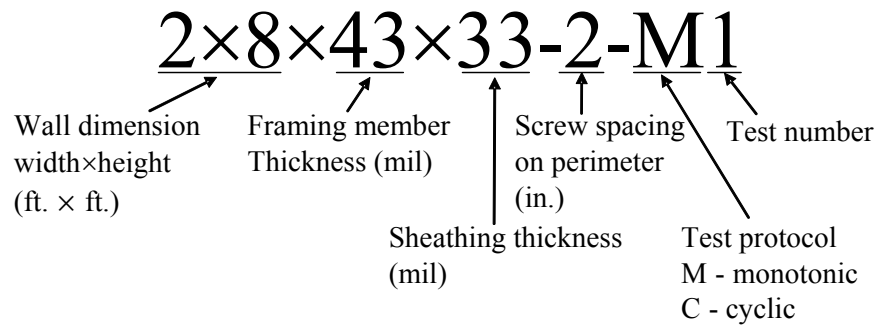 2×8×43×33-2-M1
Wall dimension
width×height
(ft. × ft.)
Framing member
Thickness (mil)
Screw spacing
on perimeter
(in.)
Test number
Sheathing thickness
(mil)
Test protocol
M - monotonic
C - cyclic